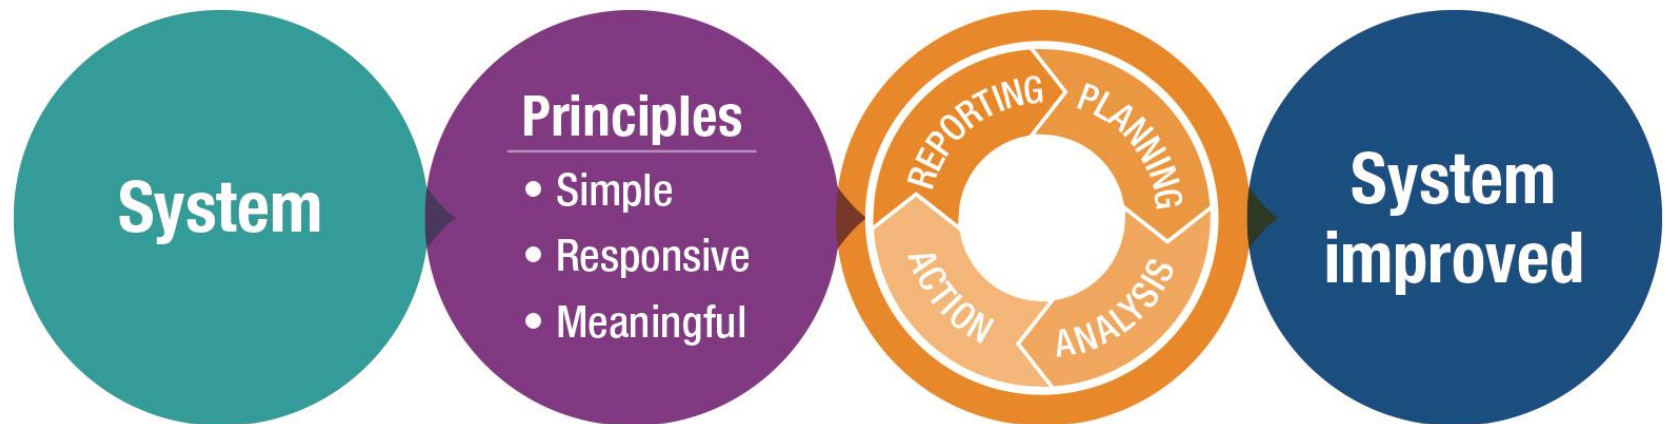 System
Principles
• Simple
• Responsive
• Meaningful
REPORTING
PLANNING
ANALYSIS
ACTION
System
improved